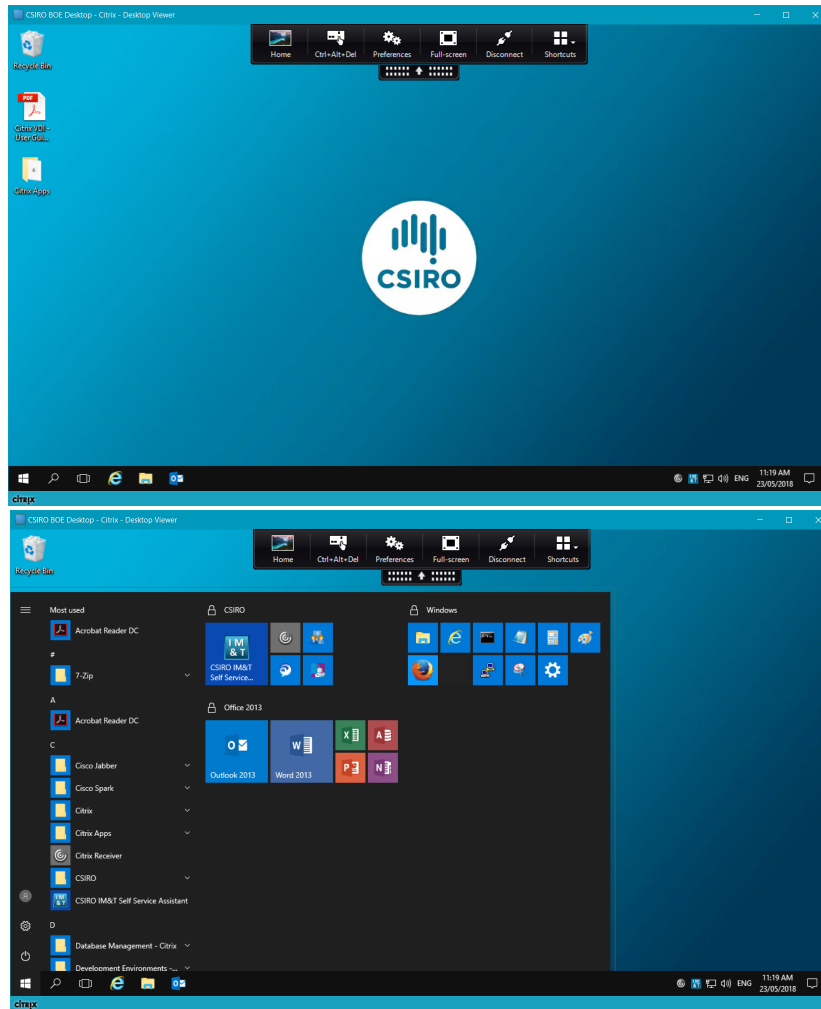 CSIRO BOE Desktop - Citrix - Desktop Viewer
Home Ctrl+Alt+Del Preferences Full-screen Disconnect Shortcuts
Recycle Bin
PDF
Citrix VDI -
User Gui...
Citrix Apps
CSIRO
ENG
11:19 AM
23/05/2018
CITRIX
CSIRO BOE Desktop - Citrix - Desktop Viewer
Home Ctrl+Alt+Del Preferences Full-screen Disconnect Shortcuts
Recycle Bin
Most used
Acrobat Reader DC
#
7-Zip
A
Acrobat Reader DC
C
Cisco Jabber
Cisco Spark
Citrix
Citrix Apps
Citrix Receiver
CSIRO
IM
&T
CSIRO IM&T Self Service Assistant
D
Database Management - Citrix
Development Environments -...
CSIRO
IM
& T
CSIRO IM&T
Self Service...
Office 2013
Outlook 2013
Word 2013
Windows
ENG
11:19 AM
23/05/2018
CITRIX